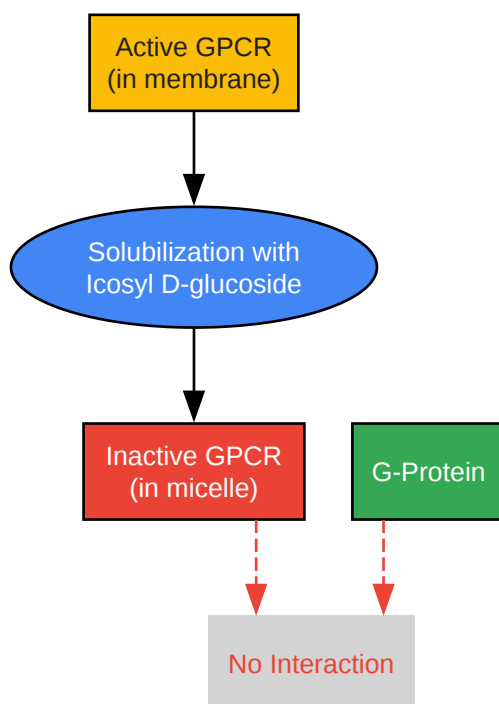 Active GPCR
(in membrane)
Solubilization with
Icosyl D-glucoside
Inactive GPCR
(in micelle)
G-Protein
No Interaction